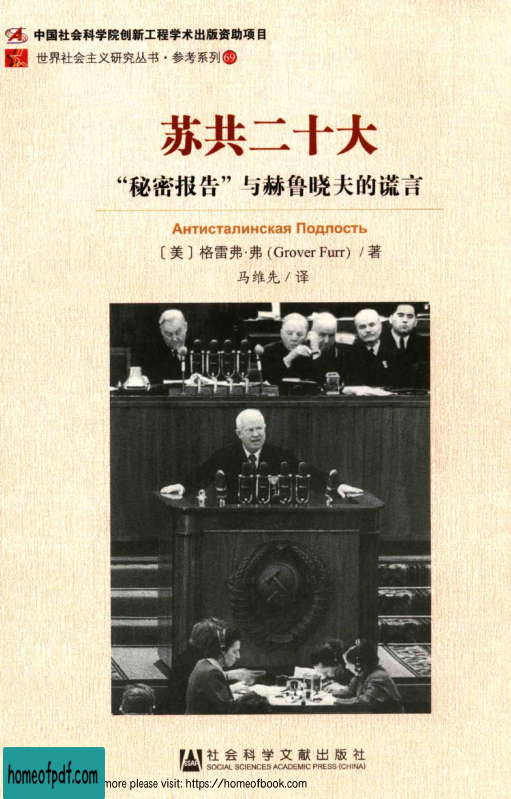 中国社会科学院创新工程学术出版资助项目
世界社会主义研究丛书·参考系列69
苏共二十大
“秘密报告”与赫鲁晓夫的谎言
Антисталинская Подлость
〔美〕格雷弗·弗(Grover Furr) / 著
马维先 / 译
SSAP
社会科学文献出版社
SOCIAL SCIENCES ACADEMIC PRESS (CHINA)
homeofpdf.com
more please visit: https://homeofbook.com